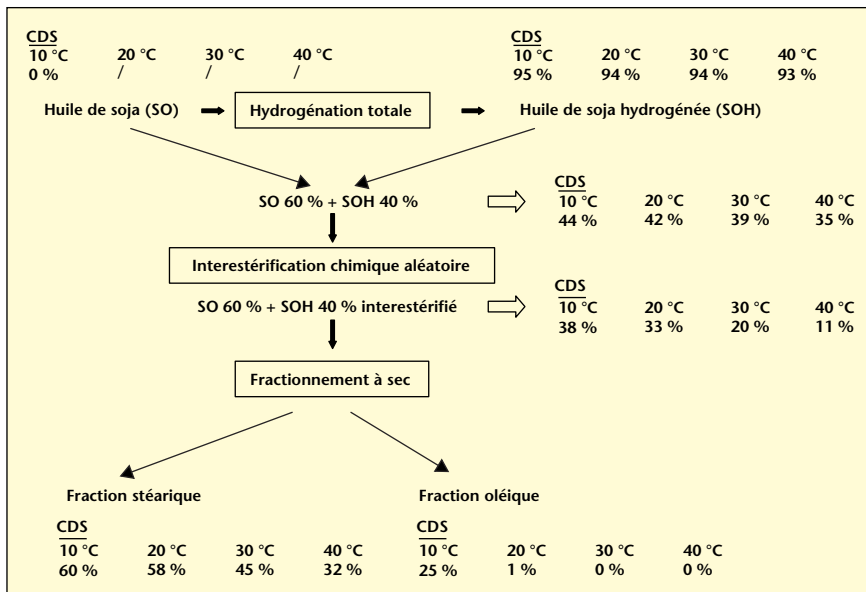 CDS CDS
10 °C 20 °C 30 °C 40 °C 10 °C 20 °C 30 °C 40 °C
0 % / / / 95 % 94 % 94 % 93 %
Huile de soja (SO) Hydrogénation totale Huile de soja hydrogénée (SOH)
SO 60 % + SOH 40 %
CDS
10 °C 20 °C 30 °C 40 °C
44 % 42 % 39 % 35 %
Interestérification chimique aléatoire
SO 60 % + SOH 40 % interestérifié
CDS
10 °C 20 °C 30 °C 40 °C
38 % 33 % 20 % 11 %
Fractionnement à sec
Fraction stéarique Fraction oléique
CDS CDS
10 °C 20 °C 30 °C 40 °C 10 °C 20 °C 30 °C 40 °C
60 % 58 % 45 % 32 % 25 % 1 % 0 % 0 %